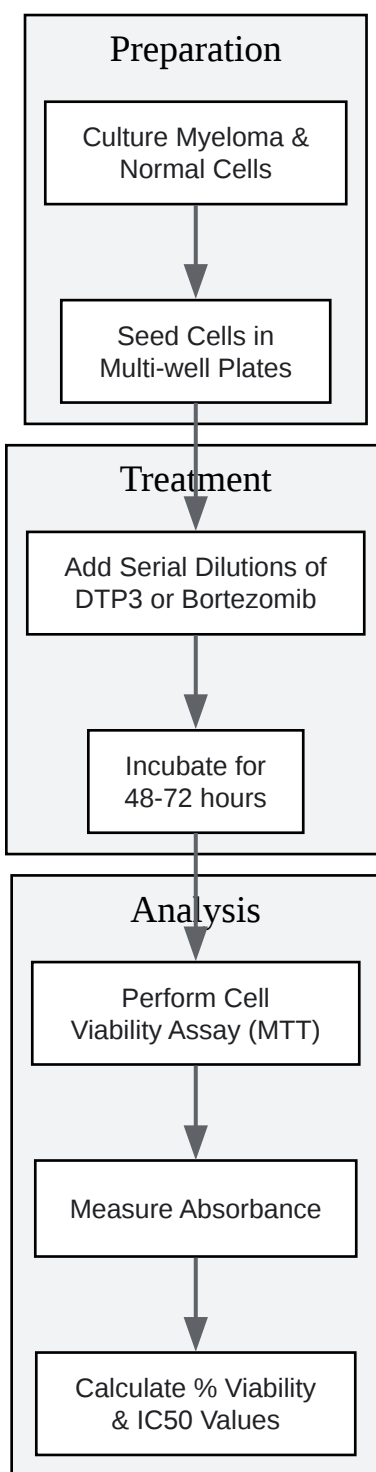 Preparation
Culture Myeloma &
Normal Cells
Seed Cells in
Multi-well Plates
Treatment
Add Serial Dilutions of
DTP3 or Bortezomib
Incubate for
48-72 hours
Analysis
Perform Cell
Viability Assay (MTT)
Measure Absorbance
Calculate % Viability
& IC50 Values